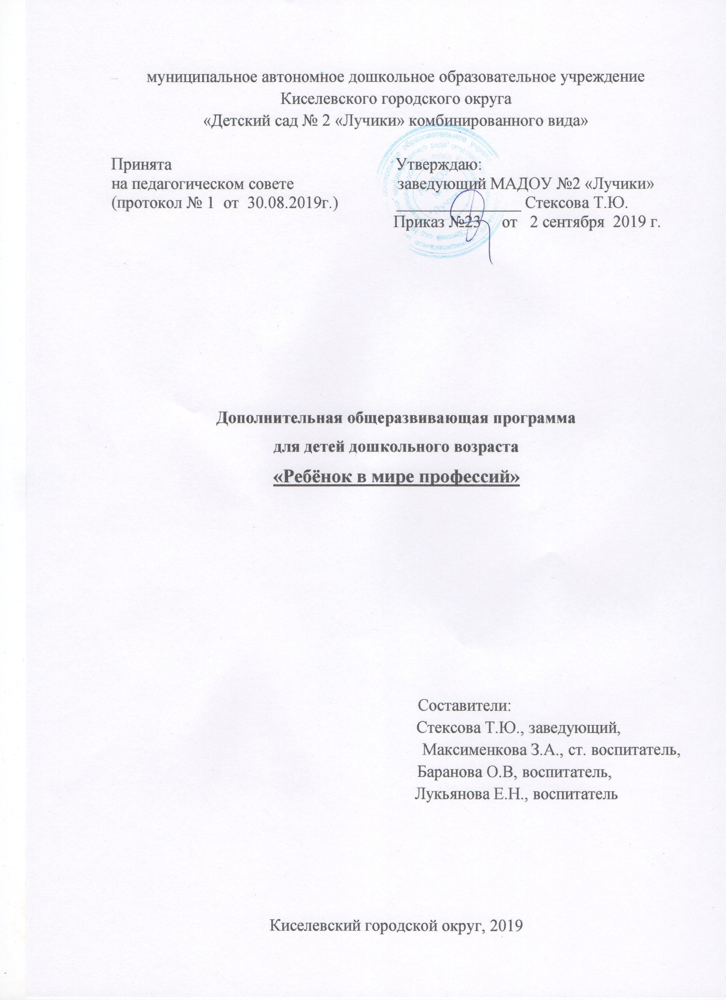 муниципальное автономное дошкольное образовательное учреждение
Киселевского городского округа
«Детский сад № 2 «Лучики» комбинированного вида»
Принята
на педагогическом совете
(протокол № 1 от 30.08.2019г.)
Утверждаю:
заведующий МАДОУ №2 «Лучики»
_______________ Стексова Т.Ю.
Приказ №23 от 2 сентября 2019 г.
Дополнительная общеразвивающая программа
для детей дошкольного возраста
«Ребёнок в мире профессий»
Составители:
Стексова Т.Ю., заведующий,
Максименкова З.А., ст. воспитатель,
Баранова О.В, воспитатель,
Лукьянова Е.Н., воспитатель
Киселевский городской округ, 2019